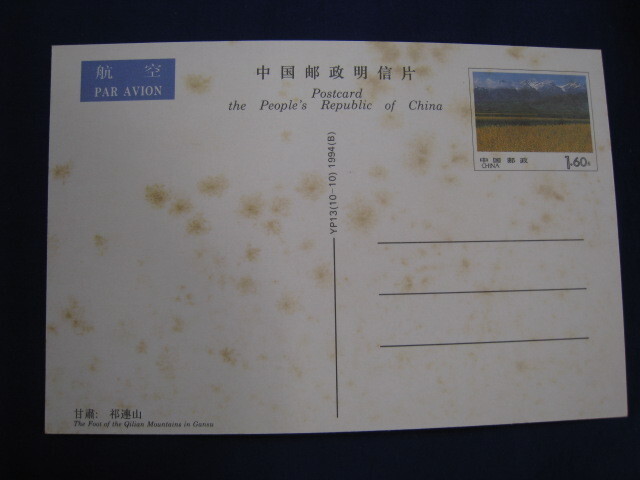 航 空
PAR AVION
中国邮政明信片
Postcard
the People's Republic of China
中国邮政
CHINA
1.60元
YP13(10-10) 1994(B)
甘肃： 祁連山
The Foot of the Qilian Mountains in Gansu